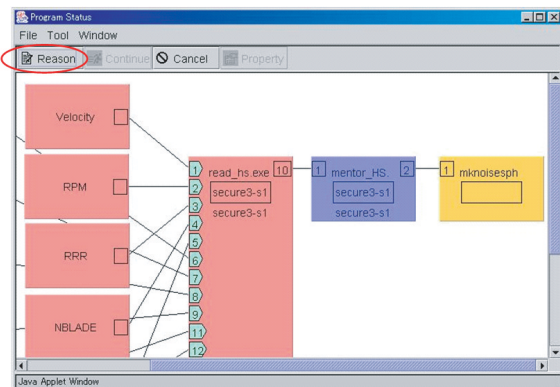 Program Status
File Tool Window
Reason Continue Cancel Property
Velocity
RPM
RRR
NBLADE
1
2
3
4
5
6
7
8
9
11
12
read_hs.exe 10
secure3-s1
secure3-s1
1 mentor_HS. 2
secure3-s1
secure3-s1
1 mknoisesph
Java Applet Window